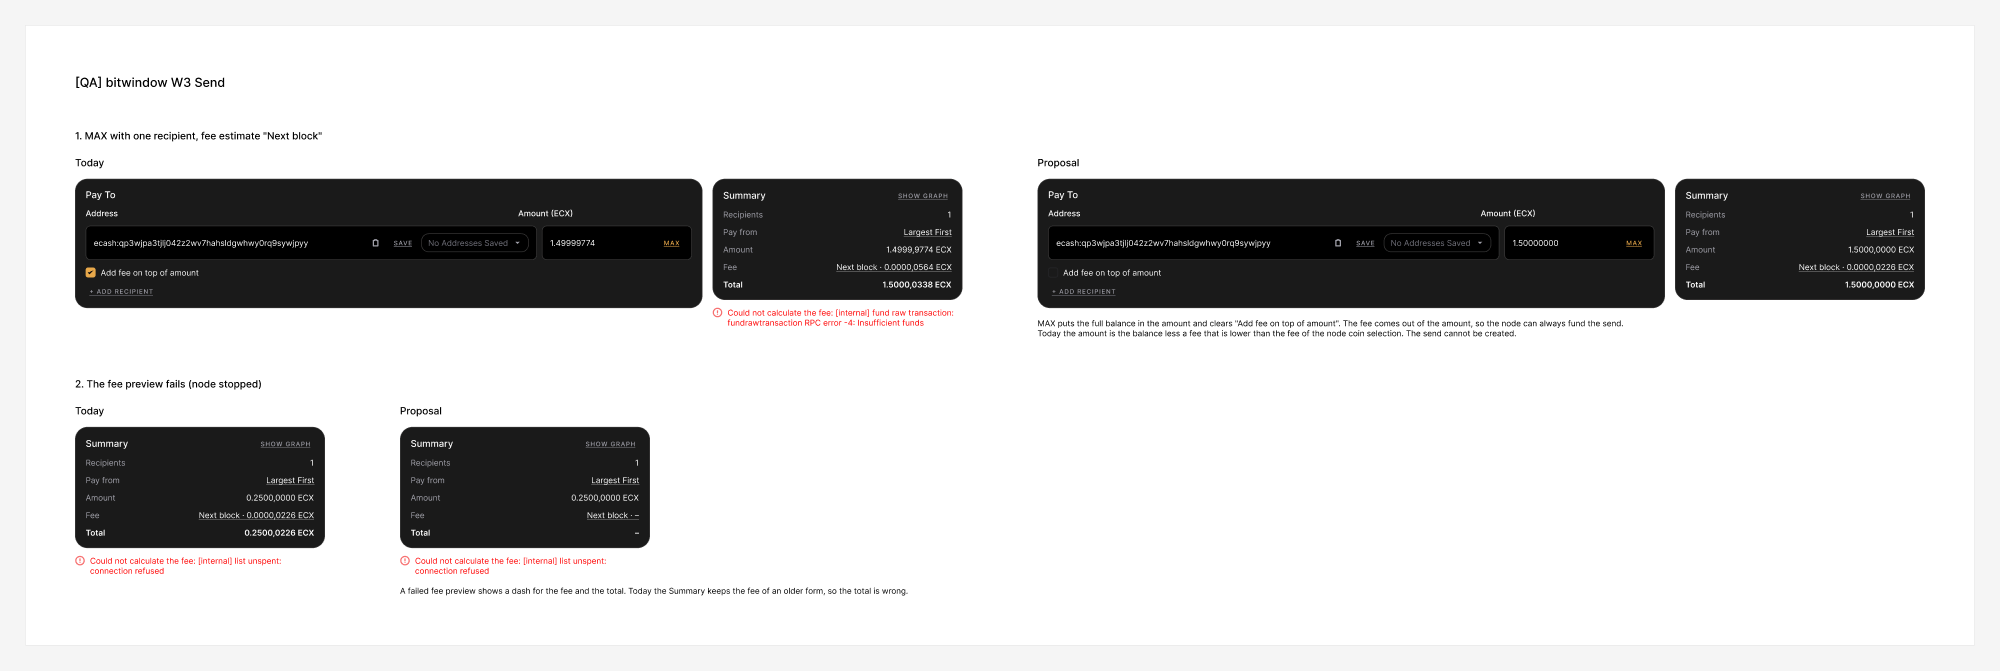 [QA] bitwindow W3 Send
1. MAX with one recipient, fee estimate "Next block"
Today
Pay To
Address
Amount (ECX)
ecash:qp3wjpa3tjlj042z2wv7hahsldgwhwy0rq9sywjpyy
SAVE
No Addresses Saved
1.49999774
MAX
Add fee on top of amount
+ ADD RECIPIENT
Summary
SHOW GRAPH
Recipients
1
Pay from
Largest First
Amount
1.4999,9774 ECX
Fee
Next block · 0.0000,0564 ECX
Total
1.5000,0338 ECX
Could not calculate the fee: [internal] fund raw transaction:
fundrawtransaction RPC error -4: Insufficient funds
Proposal
Pay To
Address
Amount (ECX)
ecash:qp3wjpa3tjlj042z2wv7hahsldgwhwy0rq9sywjpyy
SAVE
No Addresses Saved
1.50000000
MAX
Add fee on top of amount
+ ADD RECIPIENT
Summary
SHOW GRAPH
Recipients
1
Pay from
Largest First
Amount
1.5000,0000 ECX
Fee
Next block · 0.0000,0226 ECX
Total
1.5000,0000 ECX
MAX puts the full balance in the amount and clears "Add fee on top of amount". The fee comes out of the amount, so the node can always fund the send.
Today the amount is the balance less a fee that is lower than the fee of the node coin selection. The send cannot be created.
2. The fee preview fails (node stopped)
Today
Summary
SHOW GRAPH
Recipients
1
Pay from
Largest First
Amount
0.2500,0000 ECX
Fee
Next block · 0.0000,0226 ECX
Total
0.2500,0226 ECX
Could not calculate the fee: [internal] list unspent:
connection refused
Proposal
Summary
SHOW GRAPH
Recipients
1
Pay from
Largest First
Amount
0.2500,0000 ECX
Fee
Next block · –
Total
–
Could not calculate the fee: [internal] list unspent:
connection refused
A failed fee preview shows a dash for the fee and the total. Today the Summary keeps the fee of an older form, so the total is wrong.